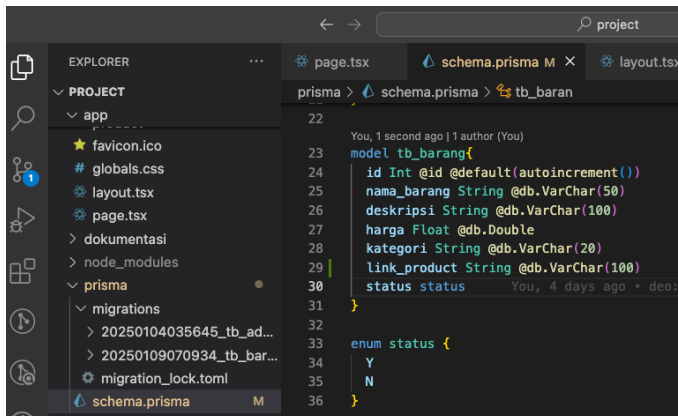 project
EXPLORER
PROJECT
app
favicon.ico
globals.css
layout.tsx
page.tsx
dokumentasi
node_modules
prisma
migrations
20250104035645_tb_ad...
20250109070934_tb_bar...
migration_lock.toml
schema.prisma M
1
page.tsx schema.prisma M layout.tsx
prisma > schema.prisma > tb_baran
22
You, 1 second ago | 1 author (You)
23 model tb_barang{
24 id Int @id @default(autoincrement())
25 nama_barang String @db.VarChar(50)
26 deskripsi String @db.VarChar(100)
27 harga Float @db.Double
28 kategori String @db.VarChar(20)
29 link_product String @db.VarChar(100)
30 status status You, 4 days ago • deo:
31 }
32
33 enum status {
34 Y
35 N
36 }